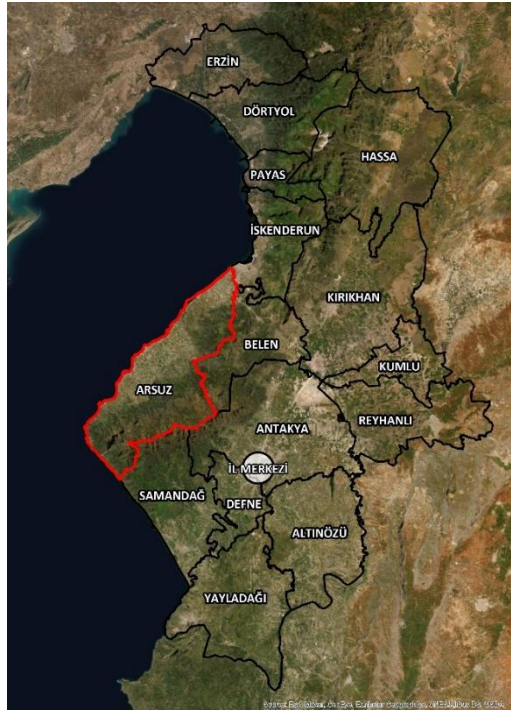 ERZİN
DÖRTYOL
HASSA
PAYAS
İSKENDERUN
KIRIKHAN
BELEN
KUMLU
ARSUZ
REYHANLI
ANTAKYA
İL MERKEZİ
SAMANDAĞ
DEFNE
ALTINÖZÜ
YAYLADAĞI